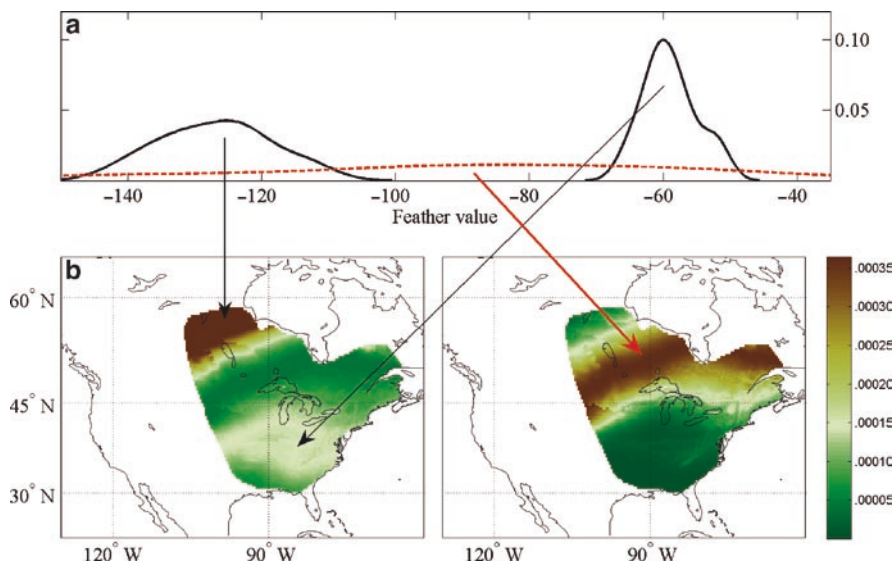 a
0.10
0.05
−140 −120 −100 −80 −60 −40
Feather value
b
60° N
45° N
30° N
120° W 90° W 120° W 90° W
.00035
.00030
.00025
.00020
.00015
.00010
.00005